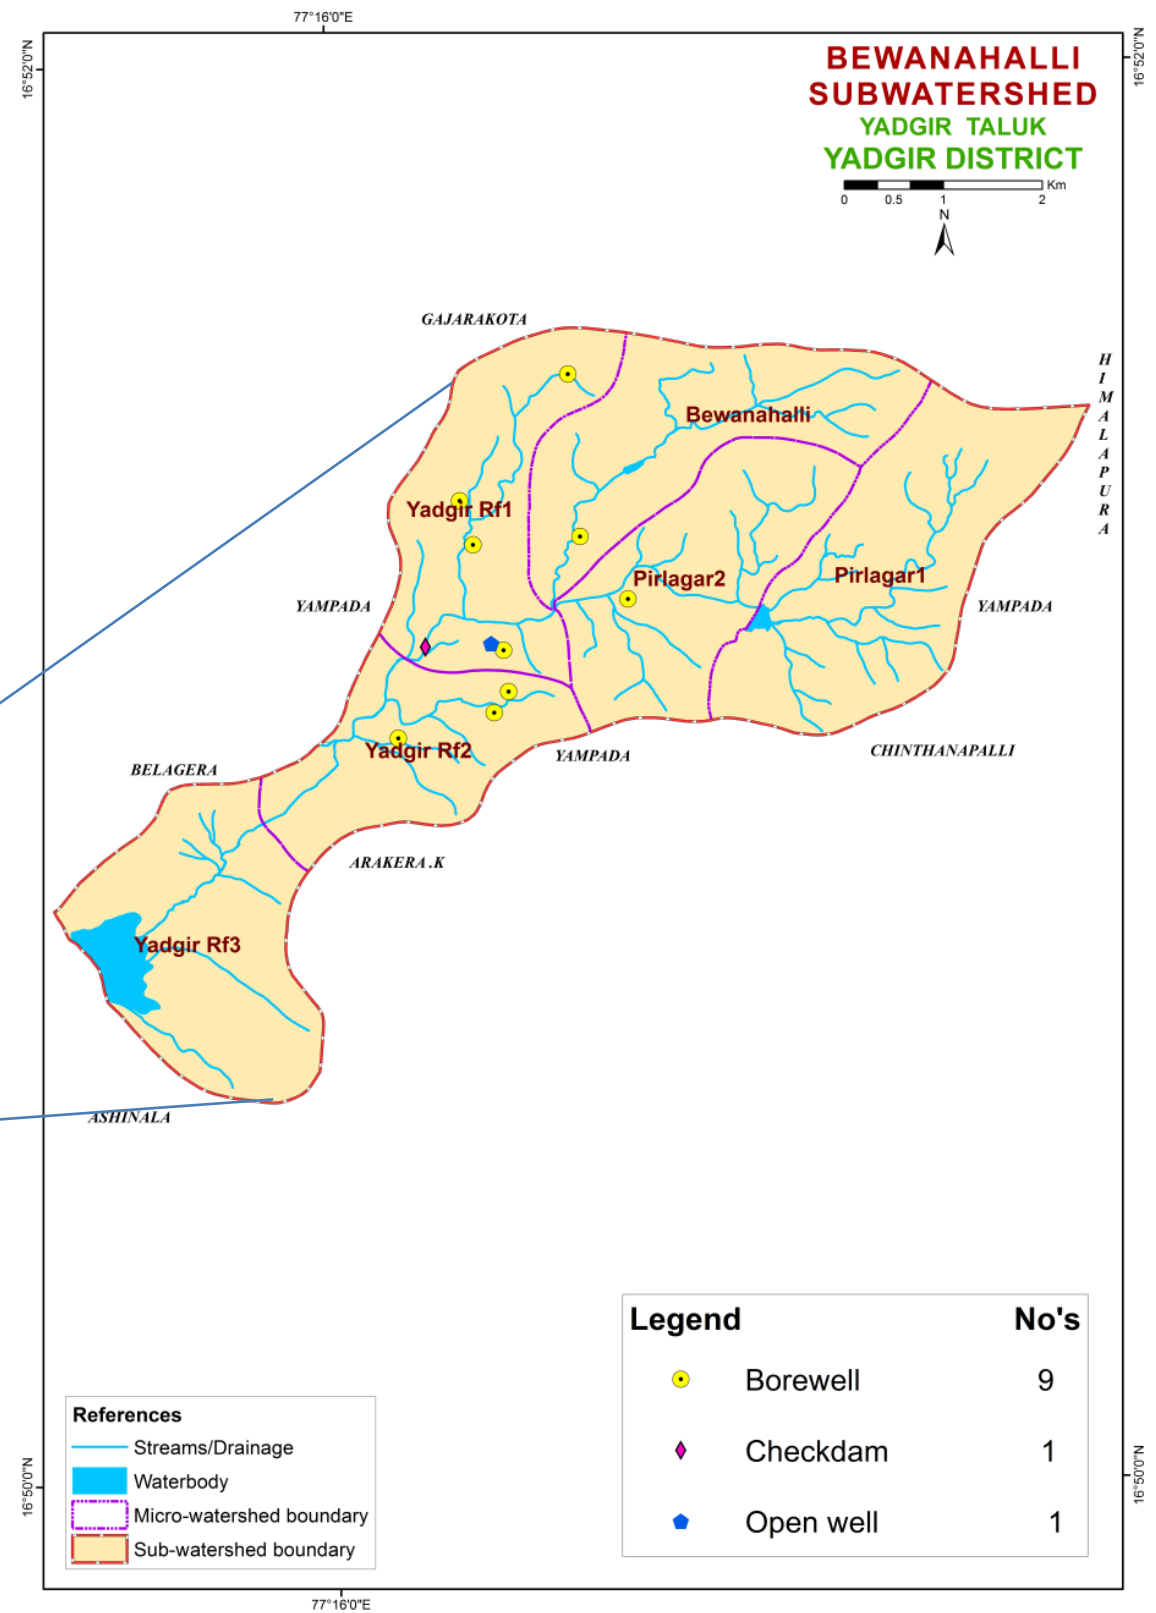 77°16'0"E
16°52'0"N
16°52'0"N
BEWANAHALLI
SUBWATERSHED
YADGIR TALUK
YADGIR DISTRICT
Km
0 0.5 1 2
N
GAJARAKOTA
HIMALAPURA
Bewanahalli
Yadgir Rf1
Pirlagar2
Pirlagar1
YAMPADA
YAMPADA
Yadgir Rf2
YAMPADA
CHINTHANAPALLI
BELAGERA
ARAKERA .K
Yadgir Rf3
ASHINALA
Legend No's
Borewell 9
Checkdam 1
Open well 1
References
Streams/Drainage
Waterbody
Micro-watershed boundary
Sub-watershed boundary
16°50'0"N
16°50'0"N
77°16'0"E